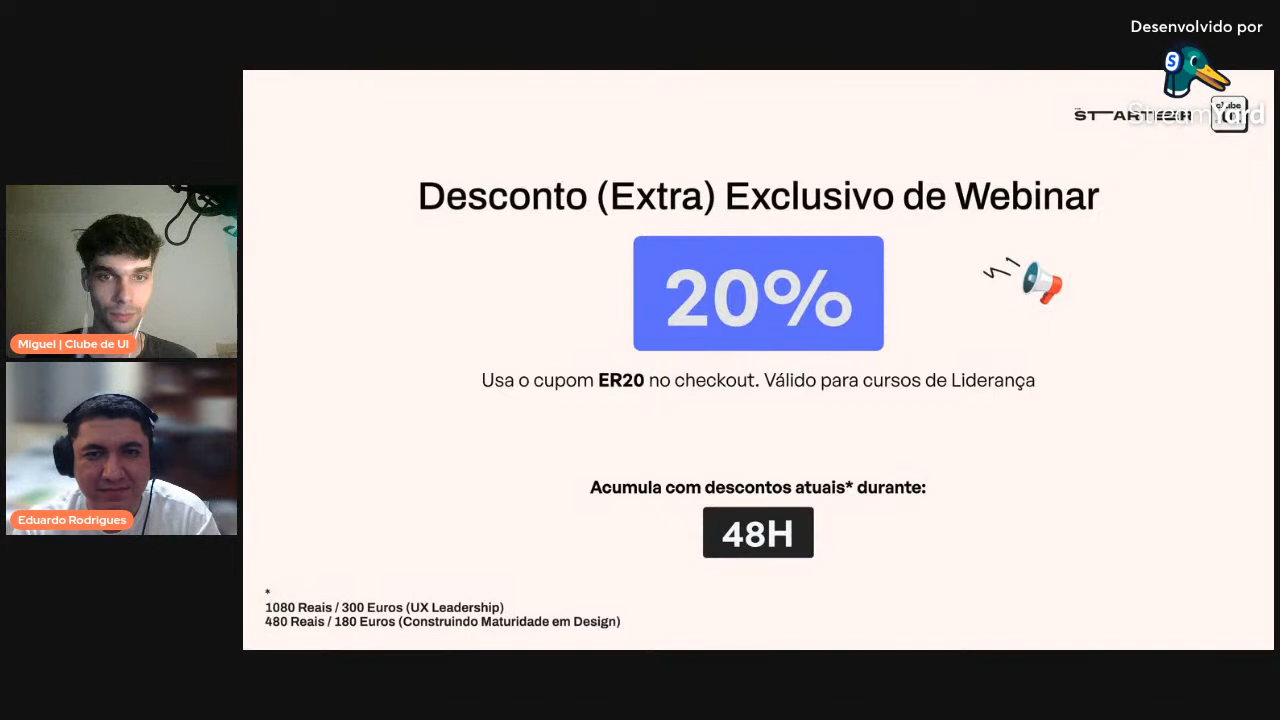 Desenvolvido por
StreamYard
Desconto (Extra) Exclusivo de Webinar
20%
Usa o cupom ER20 no checkout. Válido para cursos de Liderança
Acumula com descontos atuais* durante:
48H
*
1080 Reais / 300 Euros (UX Leadership)
480 Reais / 180 Euros (Construindo Maturidade em Design)
Miguel | Clube de UI
Eduardo Rodrigues